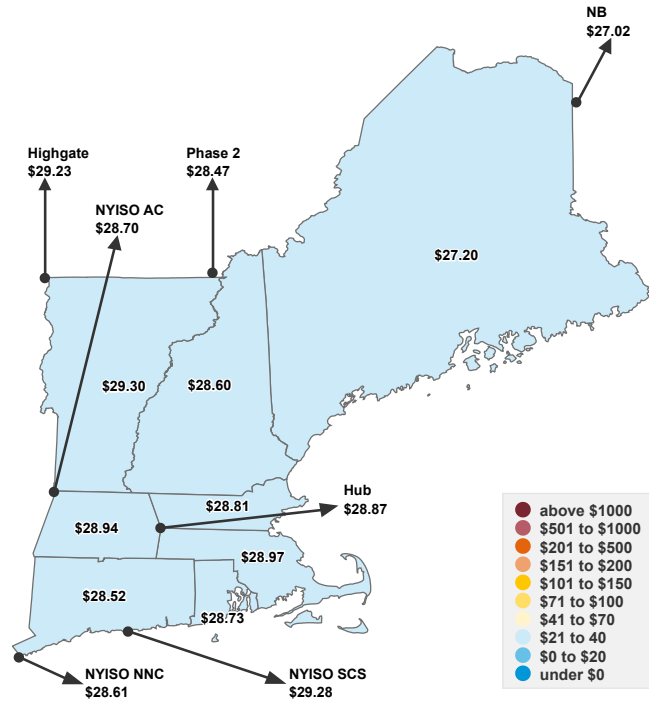 NB
$27.02
Highgate
$29.23
Phase 2
$28.47
NYISO AC
$28.70
$27.20
$29.30
$28.60
Hub
$28.87
$28.81
$28.94
$28.97
$28.52
$28.73
NYISO NNC
$28.61
NYISO SCS
$29.28
above $1000
$501 to $1000
$201 to $500
$151 to $200
$101 to $150
$71 to $100
$41 to $70
$21 to 40
$0 to $20
under $0